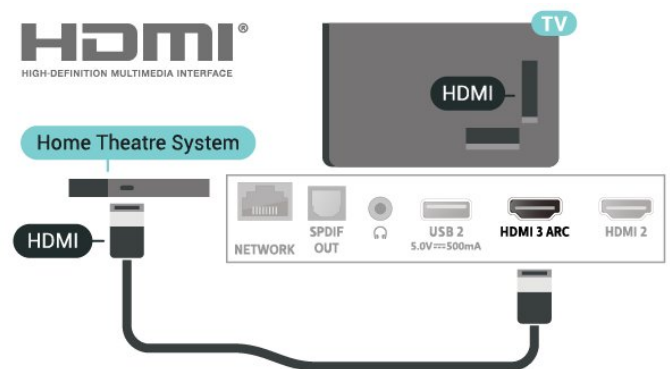 HDMI®
HIGH-DEFINITION MULTIMEDIA INTERFACE
TV
HDMI
Home Theatre System
HDMI
NETWORK
SPDIF
OUT
USB 2
5.0V⎓500mA
HDMI 3 ARC
HDMI 2